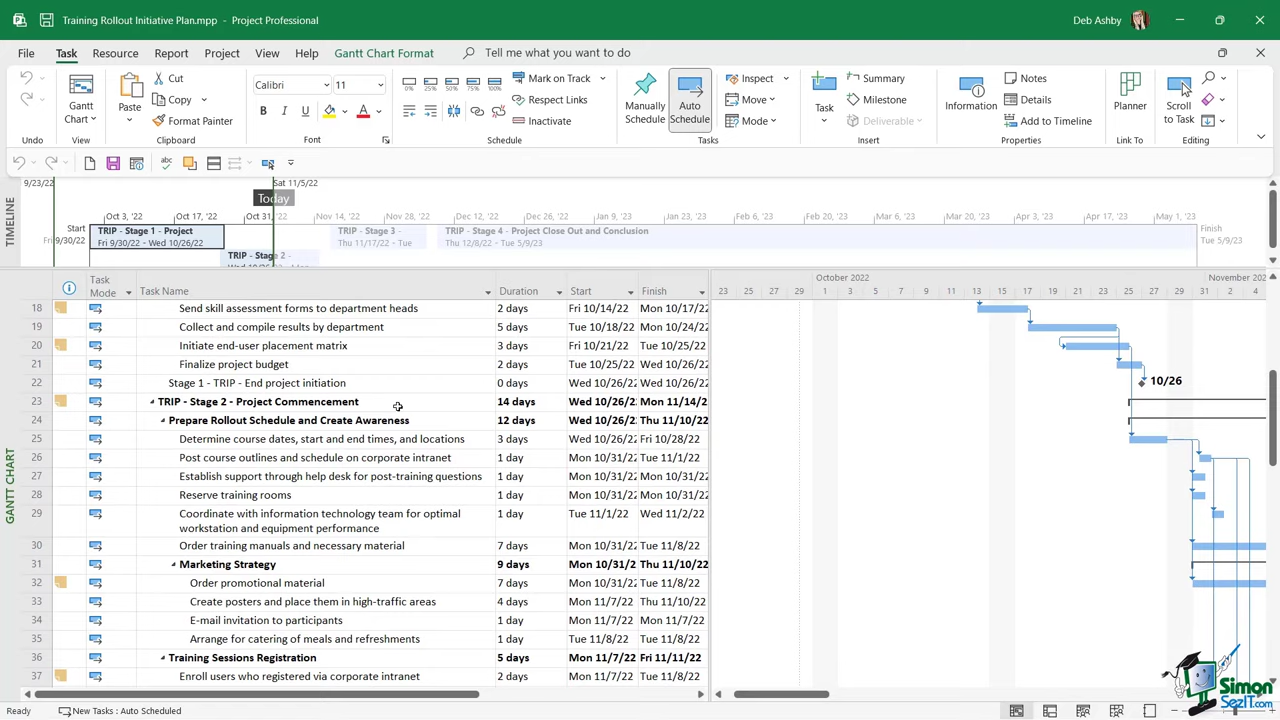 Training Rollout Initiative Plan.mpp - Project Professional
Deb Ashby
File Task Resource Report Project View Help Gantt Chart Format Tell me what you want to do
Gantt Chart
Paste
Cut
Copy
Format Painter
Calibri 11
B I U A
0% 25% 50% 75% 100%
Mark on Track
Respect Links
Inactivate
Manually Schedule
Auto Schedule
Inspect
Move
Mode
Task
Summary
Milestone
Deliverable
Information
Notes
Details
Add to Timeline
Planner
Scroll to Task
Undo View Clipboard Font Schedule Tasks Insert Properties Link To Editing
abc
TIMELINE
9/23/22
Sat 11/5/22
Today
Oct 3, '22 Oct 17, '22 Oct 31, '22 Nov 14, '22 Nov 28, '22 Dec 12, '22 Dec 26, '22 Jan 9, '23 Jan 23, '23 Feb 6, '23 Feb 20, '23 Mar 6, '23 Mar 20, '23 Apr 3, '23 Apr 17, '23 May 1, '23
Start
Fri 9/30/22
TRIP - Stage 1 - Project
Fri 9/30/22 - Wed 10/26/22
TRIP - Stage 2 -
TRIP - Stage 3 -
Thu 11/17/22 - Tue
TRIP - Stage 4 - Project Close Out and Conclusion
Thu 12/8/22 - Tue 5/9/23
Finish
Tue 5/9/23
GANTT CHART
Task Mode Task Name Duration Start Finish
October 2022 November 202
23 25 27 29 1 3 5 7 9 11 13 15 17 19 21 23 25 27 29 31 2 4
18 Send skill assessment forms to department heads 2 days Fri 10/14/22 Mon 10/17/22
19 Collect and compile results by department 5 days Tue 10/18/22 Mon 10/24/22
20 Initiate end-user placement matrix 3 days Fri 10/21/22 Tue 10/25/22
21 Finalize project budget 2 days Tue 10/25/22 Wed 10/26/22
22 Stage 1 - TRIP - End project initiation 0 days Wed 10/26/22 Wed 10/26/22
10/26
23 TRIP - Stage 2 - Project Commencement 14 days Wed 10/26/22 Mon 11/14/2
24 Prepare Rollout Schedule and Create Awareness 12 days Wed 10/26/22 Thu 11/10/22
25 Determine course dates, start and end times, and locations 3 days Wed 10/26/22 Fri 10/28/22
26 Post course outlines and schedule on corporate intranet 1 day Mon 10/31/22 Tue 11/1/22
27 Establish support through help desk for post-training questions 1 day Mon 10/31/22 Mon 10/31/22
28 Reserve training rooms 1 day Mon 10/31/22 Mon 10/31/22
29 Coordinate with information technology team for optimal workstation and equipment performance 1 day Tue 11/1/22 Wed 11/2/22
30 Order training manuals and necessary material 7 days Mon 10/31/22 Tue 11/8/22
31 Marketing Strategy 9 days Mon 10/31/2 Thu 11/10/22
32 Order promotional material 7 days Mon 10/31/22 Tue 11/8/22
33 Create posters and place them in high-traffic areas 4 days Mon 11/7/22 Thu 11/10/22
34 E-mail invitation to participants 1 day Mon 11/7/22 Mon 11/7/22
35 Arrange for catering of meals and refreshments 1 day Tue 11/8/22 Tue 11/8/22
36 Training Sessions Registration 5 days Mon 11/7/22 Fri 11/11/22
37 Enroll users who registered via corporate intranet 2 days Mon 11/7/22 Tue 11/8/22
Simon
SezIT.com
Ready New Tasks : Auto Scheduled